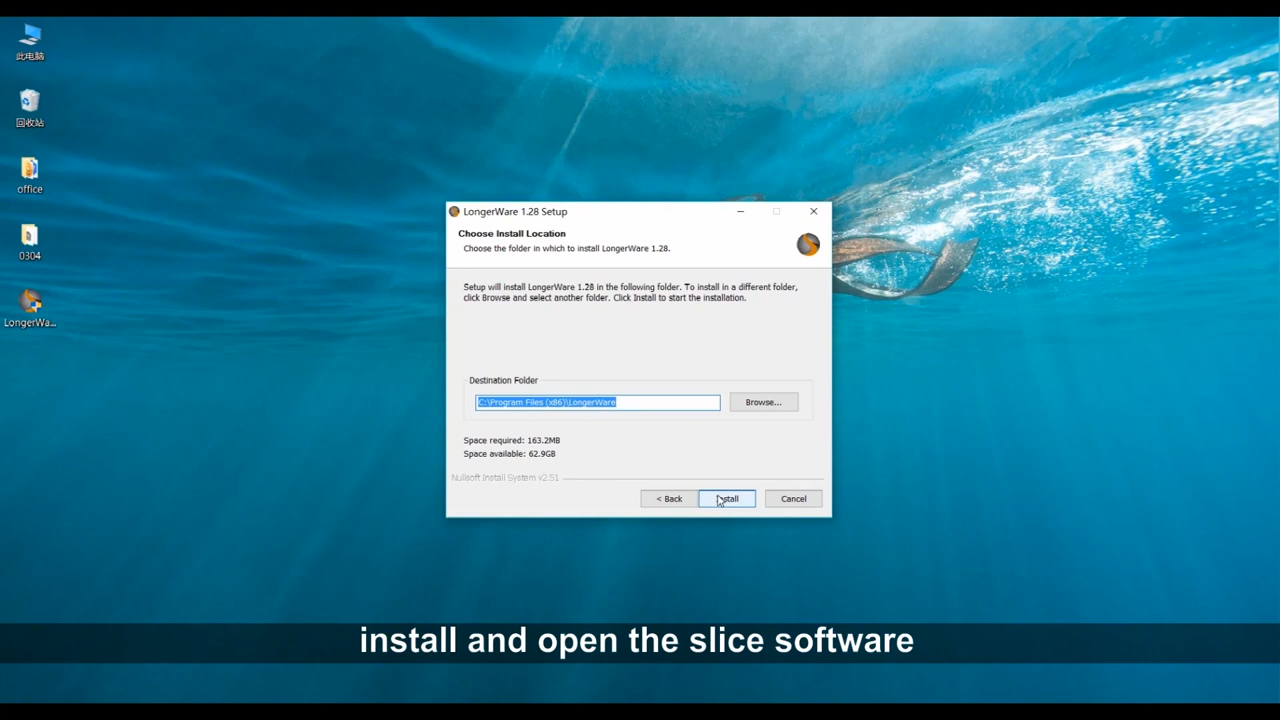 此电脑
回收站
office
0304
LongerWa...
LongerWare 1.28 Setup
Choose Install Location
Choose the folder in which to install LongerWare 1.28.
Setup will install LongerWare 1.28 in the following folder. To install in a different folder,
click Browse and select another folder. Click Install to start the installation.
Destination Folder
C:\Program Files (x86)\LongerWare
Browse...
Space required: 163.2MB
Space available: 62.9GB
Nullsoft Install System v2.51
< Back
Install
Cancel
install and open the slice software